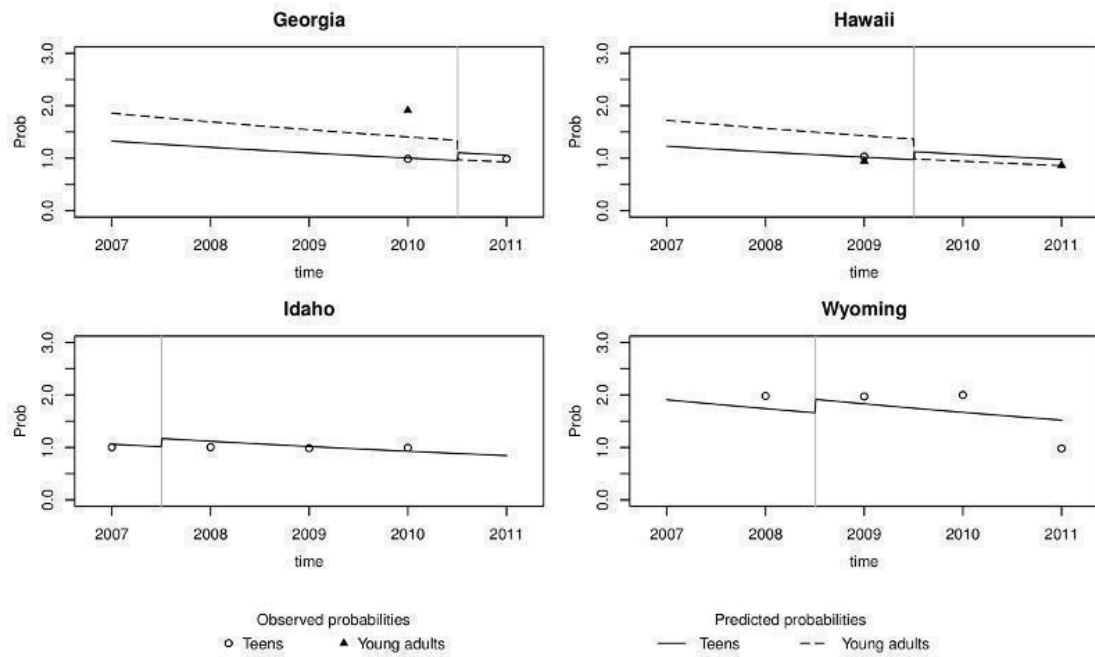 Georgia
Prob
0.0 1.0 2.0 3.0
2007 2008 2009 2010 2011
time
Hawaii
Prob
0.0 1.0 2.0 3.0
2007 2008 2009 2010 2011
time
Idaho
Prob
0.0 1.0 2.0 3.0
2007 2008 2009 2010 2011
time
Wyoming
Prob
0.0 1.0 2.0 3.0
2007 2008 2009 2010 2011
time
Observed probabilities
Teens Young adults
Predicted probabilities
Teens Young adults